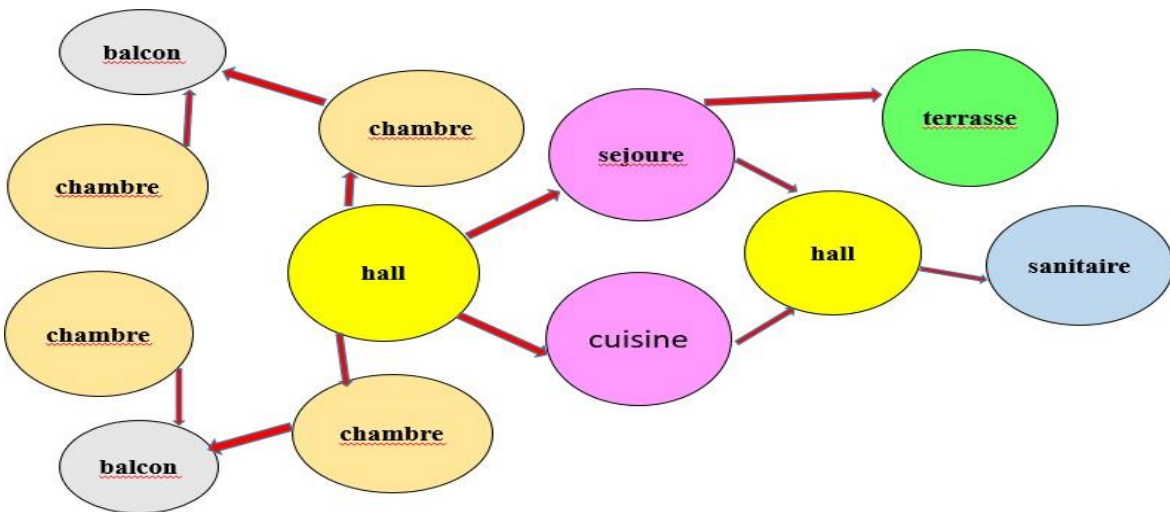 balcon
chambre
sejoure
terrasse
chambre
hall
hall
sanitaire
chambre
cuisine
chambre
balcon